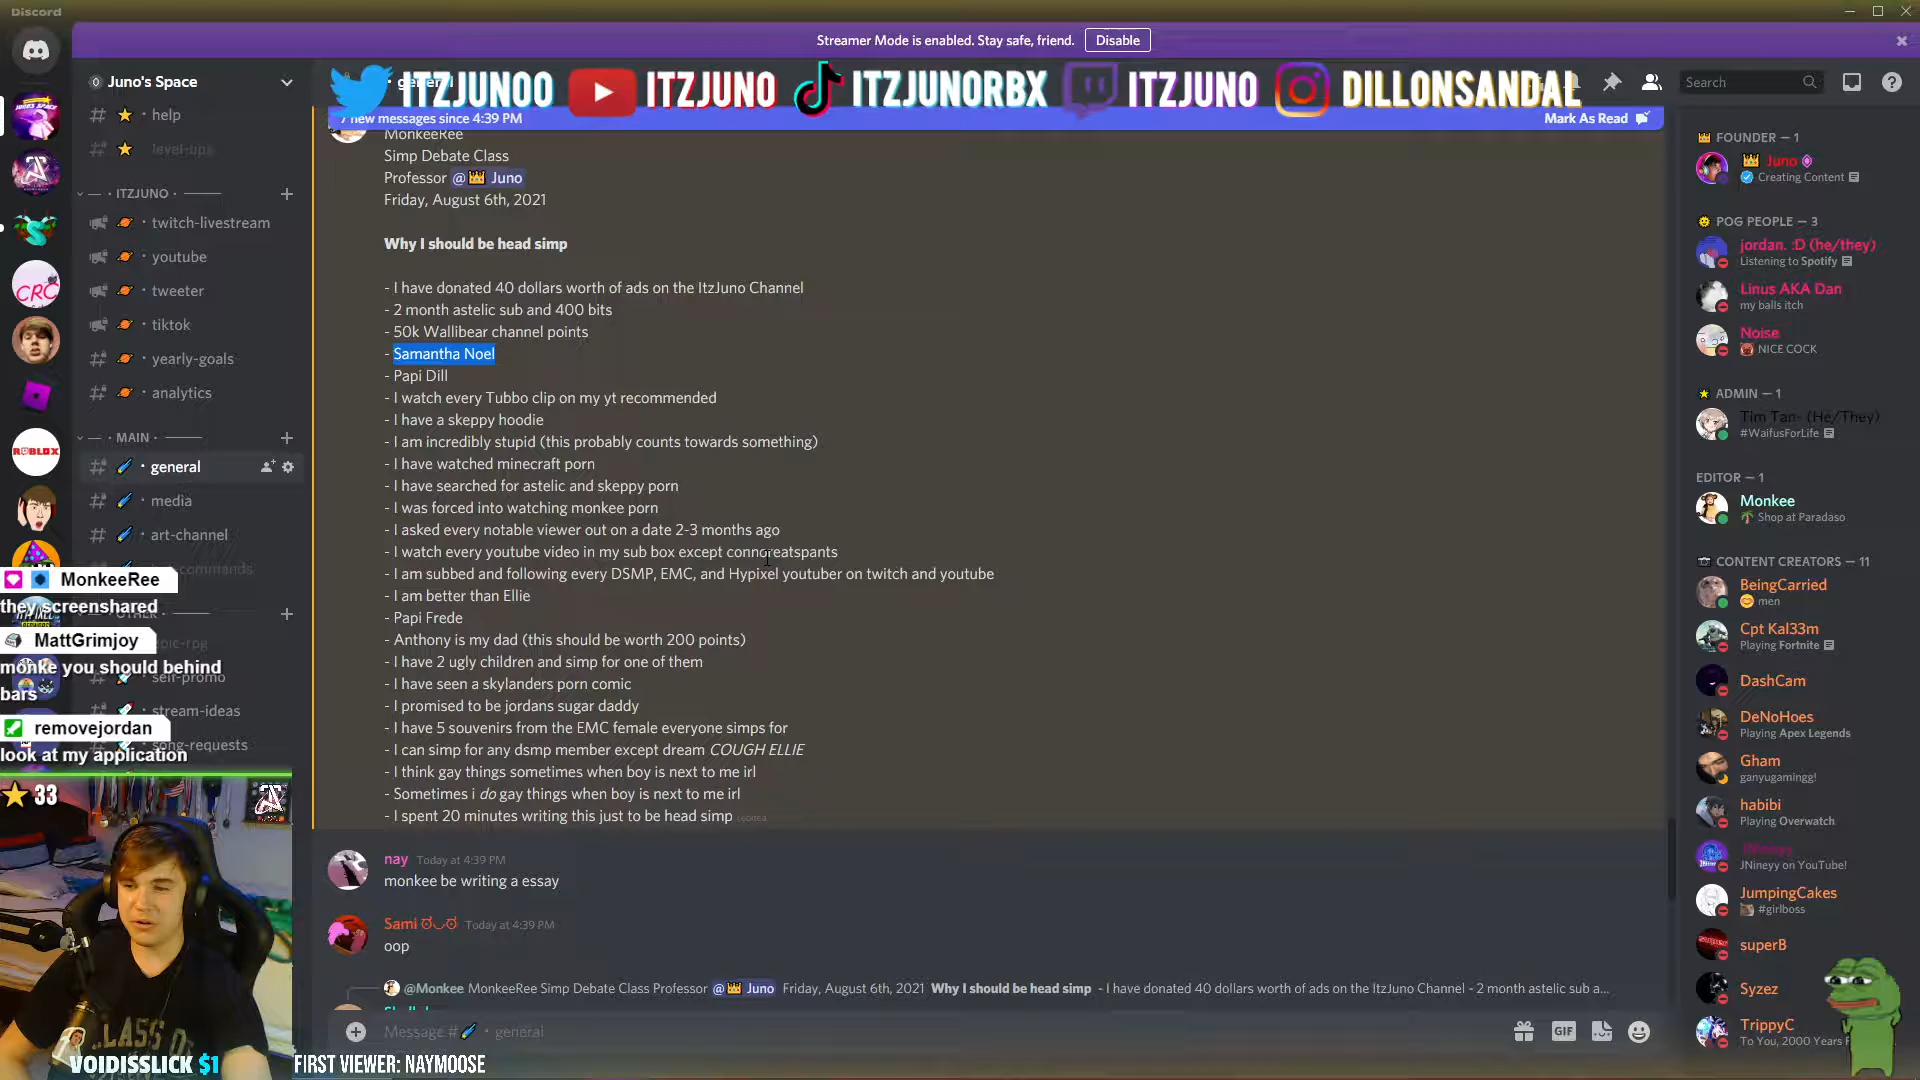 Discord
Streamer Mode is enabled. Stay safe, friend. Disable
Juno's Space
ITZJUNOO ITZJUNO ITZJUNORBX ITZJUNO DILLONSANDAL
Search
help
level-ups
ITZJUNO
twitch-livestream
youtube
tweeter
tiktok
yearly-goals
analytics
MAIN
general
media
art-channel
self-promo
stream-ideas
song-requests
7 new messages since 4:39 PM Mark As Read
MonkeeRee
Simp Debate Class
Professor @ Juno
Friday, August 6th, 2021
Why I should be head simp
- I have donated 40 dollars worth of ads on the ItzJuno Channel
- 2 month astelic sub and 400 bits
- 50k Wallibear channel points
- Samantha Noel
- Papi Dill
- I watch every Tubbo clip on my yt recommended
- I have a skeppy hoodie
- I am incredibly stupid (this probably counts towards something)
- I have watched minecraft porn
- I have searched for astelic and skeppy porn
- I was forced into watching monkee porn
- I asked every notable viewer out on a date 2-3 months ago
- I watch every youtube video in my sub box except connoreatspants
- I am subbed and following every DSMP, EMC, and Hypixel youtuber on twitch and youtube
- I am better than Ellie
- Papi Frede
- Anthony is my dad (this should be worth 200 points)
- I have 2 ugly children and simp for one of them
- I have seen a skylanders porn comic
- I promised to be jordans sugar daddy
- I have 5 souvenirs from the EMC female everyone simps for
- I can simp for any dsmp member except dream COUGH ELLIE
- I think gay things sometimes when boy is next to me irl
- Sometimes i do gay things when boy is next to me irl
- I spent 20 minutes writing this just to be head simp (edited)
nay Today at 4:39 PM
monkee be writing a essay
Sami Today at 4:39 PM
oop
@Monkee MonkeeRee Simp Debate Class Professor @ Juno Friday, August 6th, 2021 Why I should be head simp - I have donated 40 dollars worth of ads on the ItzJuno Channel - 2 month astelic sub a...
Message # general
GIF
FOUNDER — 1
Juno
Creating Content
POG PEOPLE — 3
jordan. :D (he/they)
Listening to Spotify
Linus AKA Dan
my balls itch
Noise
NICE COCK
ADMIN — 1
Tim Tan- (He/They)
#WaifusForLife
EDITOR — 1
Monkee
Shop at Paradaso
CONTENT CREATORS — 11
BeingCarried
men
Cpt Kal33m
Playing Fortnite
DashCam
DeNoHoes
Playing Apex Legends
Gham
ganyugamingg!
habibi
Playing Overwatch
JNineyy
JNineyy on YouTube!
JumpingCakes
#girlboss
superB
Syzez
TrippyC
To You, 2000 Years
CRC
ROBLOX
MonkeeRee
they screenshared
MattGrimjoy
monke you should behind
bars
removejordan
look at my application
33
CLASS OF
VOIDISSLICK $1
FIRST VIEWER: NAYMOOSE